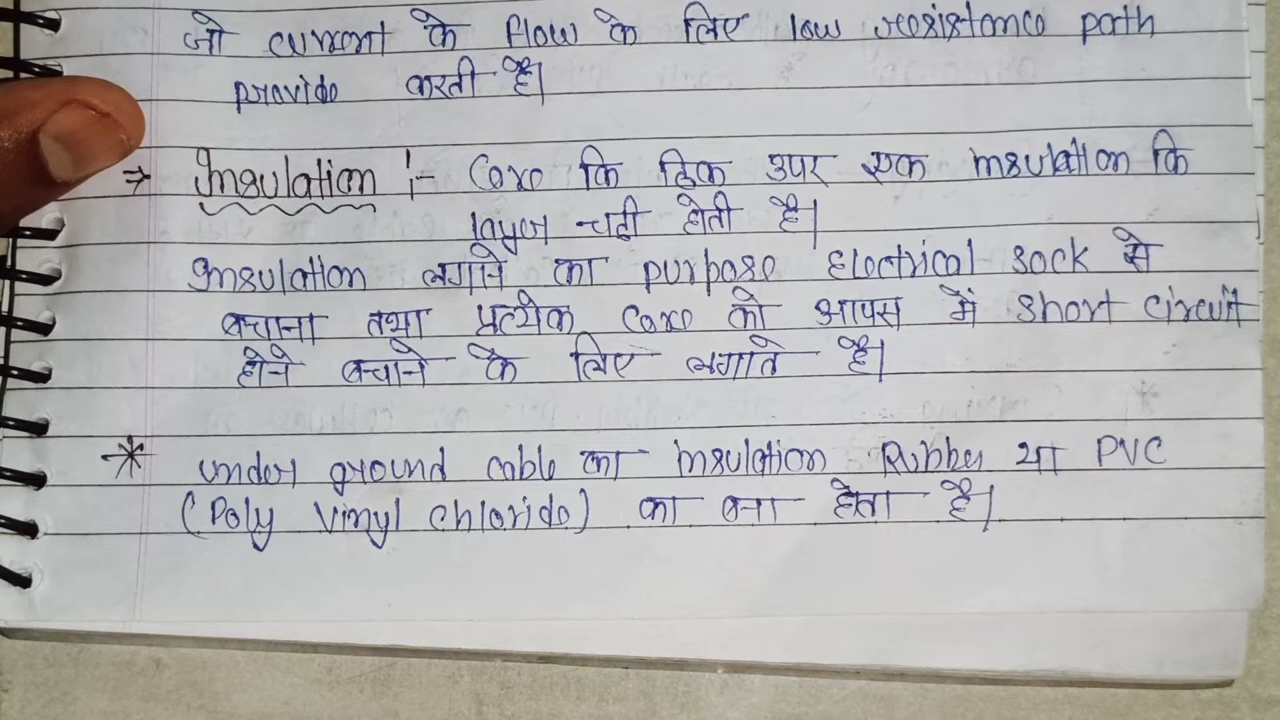 जो current के flow के लिए low resistance path
provide करती है।
⇒ Insulation :- Core कि ठिक उपर एक insulation कि
layer चढी होती है।
Insulation लगाने का purpose Electrical sock से
बचाना तथा प्रत्येक core को आपस में short circuit
होने बचाने के लिए लगाते है।
* under ground cable का insulation Rubber या PVC
(Poly Vinyl Chloride) का बना होता है।